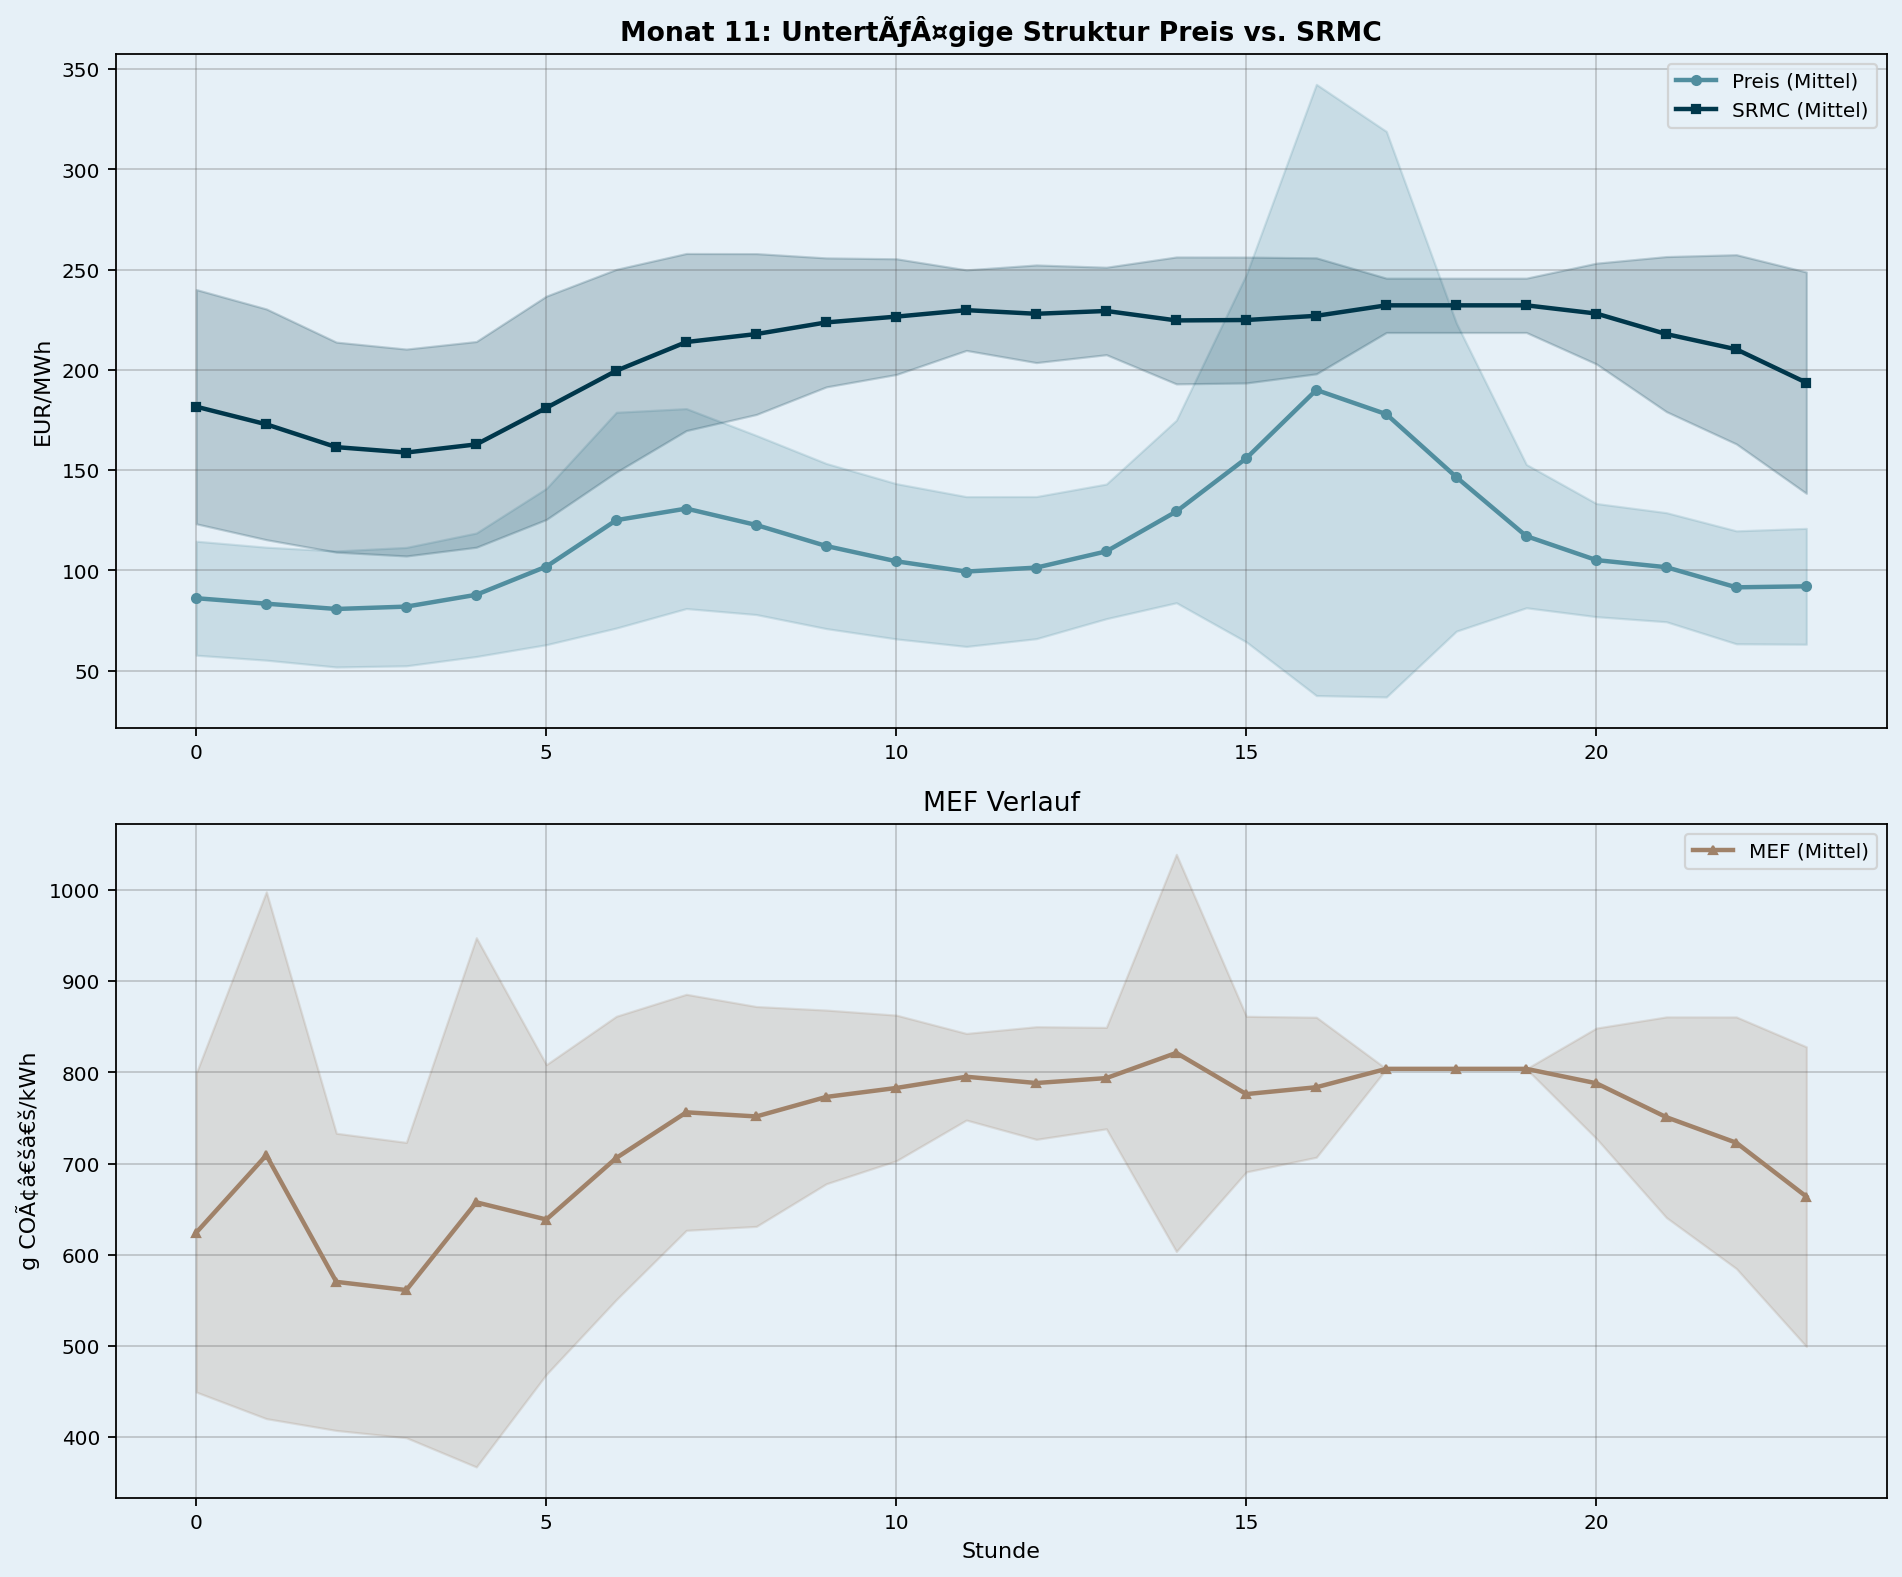 Monat 11: UntertÃƒÂ¤gige Struktur Preis vs. SRMC
Preis (Mittel)
SRMC (Mittel)
EUR/MWh
350
300
250
200
150
100
50
0 5 10 15 20
MEF Verlauf
MEF (Mittel)
g COÃ¢â€šâ€š/kWh
1000
900
800
700
600
500
400
0 5 10 15 20
Stunde